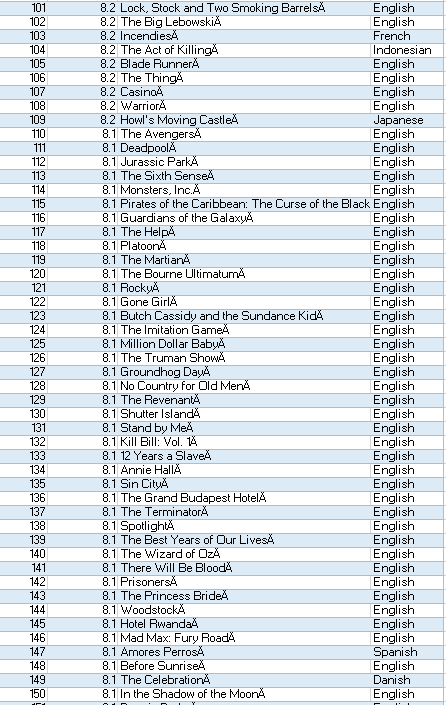 101 8.2 Lock, Stock and Two Smoking BarrelsÂ English
102 8.2 The Big LebowskiÂ English
103 8.2 IncendiesÂ French
104 8.2 The Act of KillingÂ Indonesian
105 8.2 Blade RunnerÂ English
106 8.2 The ThingÂ English
107 8.2 CasinoÂ English
108 8.2 WarriorÂ English
109 8.2 Howl's Moving CastleÂ Japanese
110 8.1 The AvengersÂ English
111 8.1 DeadpoolÂ English
112 8.1 Jurassic ParkÂ English
113 8.1 The Sixth SenseÂ English
114 8.1 Monsters, Inc.Â English
115 8.1 Pirates of the Caribbean: The Curse of the Black English
116 8.1 Guardians of the GalaxyÂ English
117 8.1 The HelpÂ English
118 8.1 PlatoonÂ English
119 8.1 The MartianÂ English
120 8.1 The Bourne UltimatumÂ English
121 8.1 RockyÂ English
122 8.1 Gone GirlÂ English
123 8.1 Butch Cassidy and the Sundance KidÂ English
124 8.1 The Imitation GameÂ English
125 8.1 Million Dollar BabyÂ English
126 8.1 The Truman ShowÂ English
127 8.1 Groundhog DayÂ English
128 8.1 No Country for Old MenÂ English
129 8.1 The RevenantÂ English
130 8.1 Shutter IslandÂ English
131 8.1 Stand by MeÂ English
132 8.1 Kill Bill: Vol. 1Â English
133 8.1 12 Years a SlaveÂ English
134 8.1 Annie HallÂ English
135 8.1 Sin CityÂ English
136 8.1 The Grand Budapest HotelÂ English
137 8.1 The TerminatorÂ English
138 8.1 SpotlightÂ English
139 8.1 The Best Years of Our LivesÂ English
140 8.1 The Wizard of OzÂ English
141 8.1 There Will Be BloodÂ English
142 8.1 PrisonersÂ English
143 8.1 The Princess BrideÂ English
144 8.1 WoodstockÂ English
145 8.1 Hotel RwandaÂ English
146 8.1 Mad Max: Fury RoadÂ English
147 8.1 Amores PerrosÂ Spanish
148 8.1 Before SunriseÂ English
149 8.1 The CelebrationÂ Danish
150 8.1 In the Shadow of the MoonÂ English